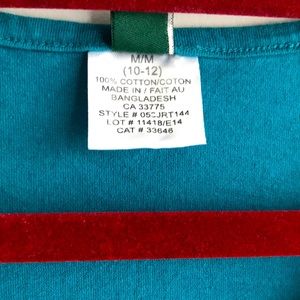 M/M
(10-12)
100% COTTON/COTON
MADE IN / FAIT AU
BANGLADESH
CA 33775
STYLE # 05CJRT144
LOT # 11418/E14
CAT # 33646